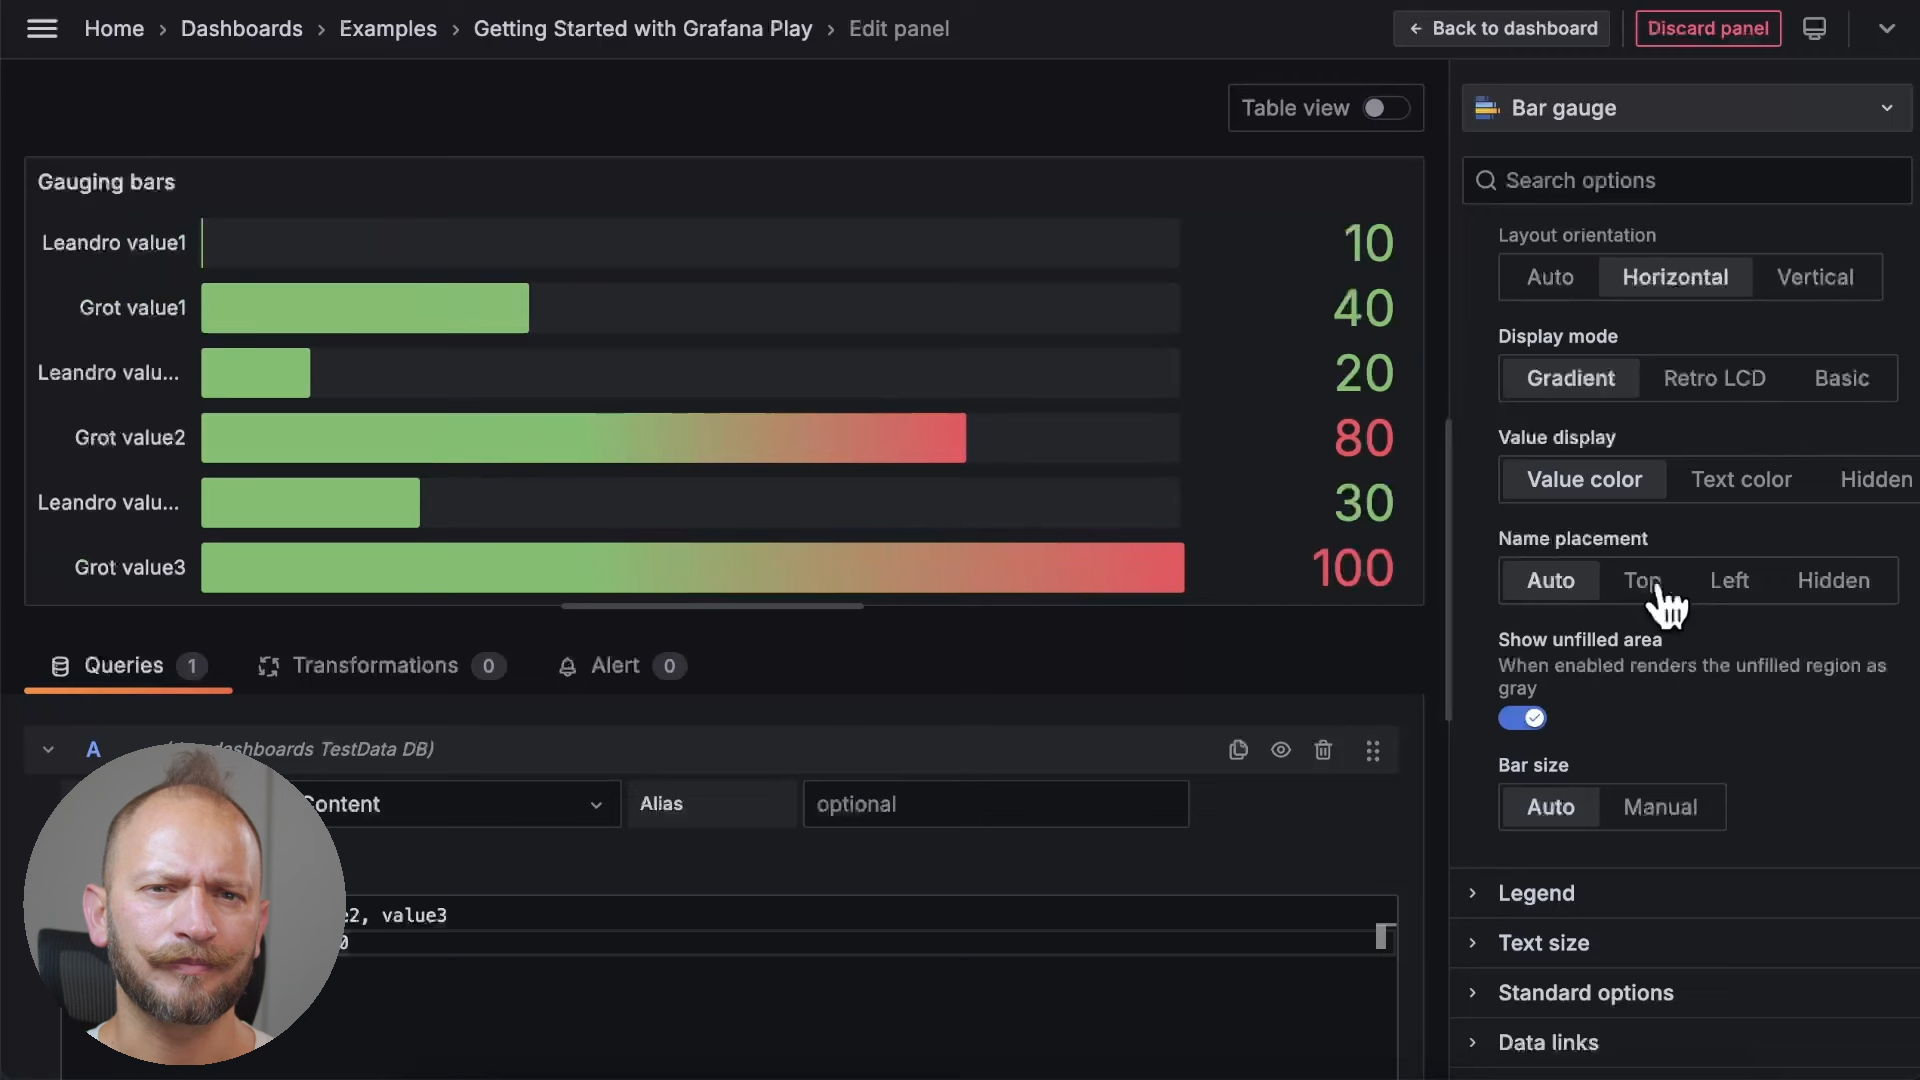 Home › Dashboards › Examples › Getting Started with Grafana Play › Edit panel
← Back to dashboard
Discard panel
Table view
Bar gauge
Search options
Gauging bars
Leandro value1 10
Grot value1 40
Leandro valu... 20
Grot value2 80
Leandro valu... 30
Grot value3 100
Layout orientation
Auto Horizontal Vertical
Display mode
Gradient Retro LCD Basic
Value display
Value color Text color Hidden
Name placement
Auto Top Left Hidden
Show unfilled area
When enabled renders the unfilled region as
gray
Bar size
Auto Manual
Legend
Text size
Standard options
Data links
Queries 1 Transformations 0 Alert 0
A dashboards TestData DB)
Content Alias optional
e2, value3
0